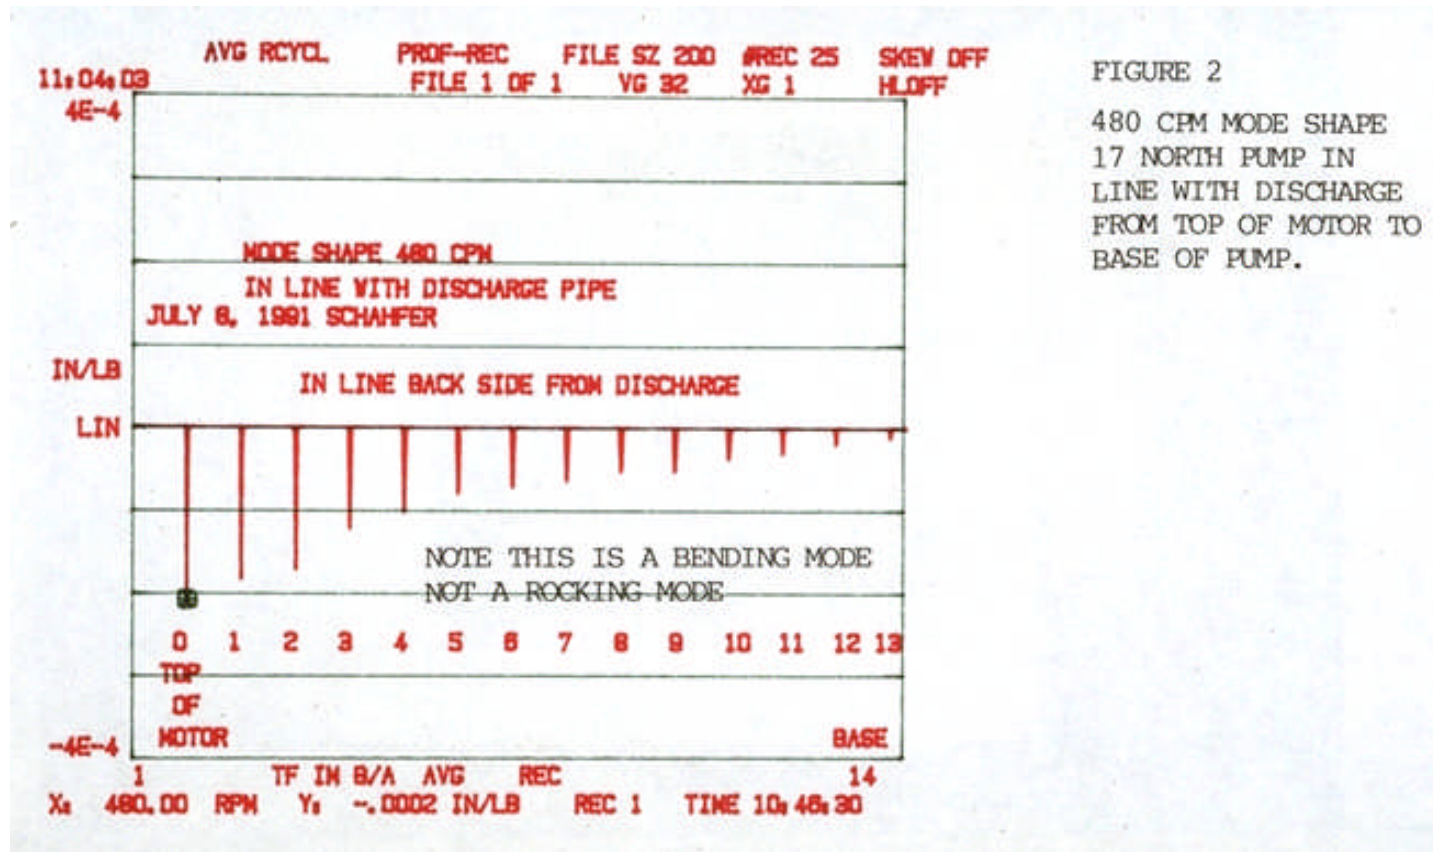 AVG RCYCL PROF-REC FILE SZ 200 #REC 25 SKEW OFF
11:04:03 FILE 1 OF 1 VG 32 XG 1 HLOFF
4E-4
MODE SHAPE 480 CPM
IN LINE WITH DISCHARGE PIPE
JULY 6, 1991 SCHAHFER
IN/LB
IN LINE BACK SIDE FROM DISCHARGE
LIN
NOTE THIS IS A BENDING MODE
NOT A ROCKING MODE
0 1 2 3 4 5 6 7 8 9 10 11 12 13
TOP
OF
MOTOR
BASE
-4E-4
1 TF IM B/A AVG REC 14
X: 480.00 RPM Y: -.0002 IN/LB REC 1 TIME 10:46:30
FIGURE 2
480 CPM MODE SHAPE
17 NORTH PUMP IN
LINE WITH DISCHARGE
FROM TOP OF MOTOR TO
BASE OF PUMP.